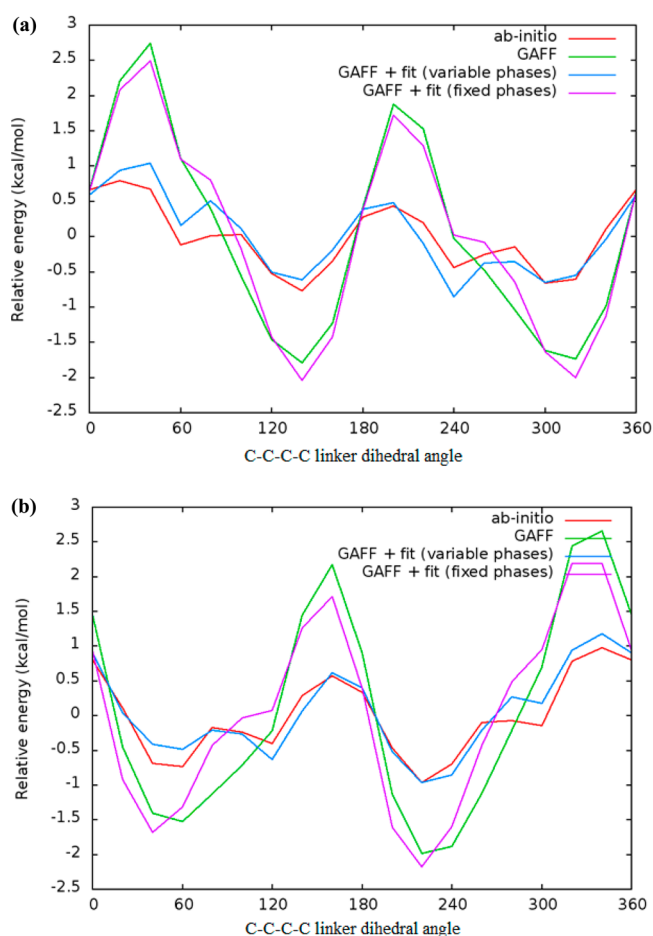 (a)
3
2.5
2
1.5
1
0.5
0
-0.5
-1
-1.5
-2
-2.5
Relative energy (kcal/mol)
ab-initio
GAFF
GAFF + fit (variable phases)
GAFF + fit (fixed phases)
0 60 120 180 240 300 360
C-C-C-C linker dihedral angle
(b)
3
2.5
2
1.5
1
0.5
0
-0.5
-1
-1.5
-2
-2.5
Relative energy (kcal/mol)
ab-initio
GAFF
GAFF + fit (variable phases)
GAFF + fit (fixed phases)
0 60 120 180 240 300 360
C-C-C-C linker dihedral angle